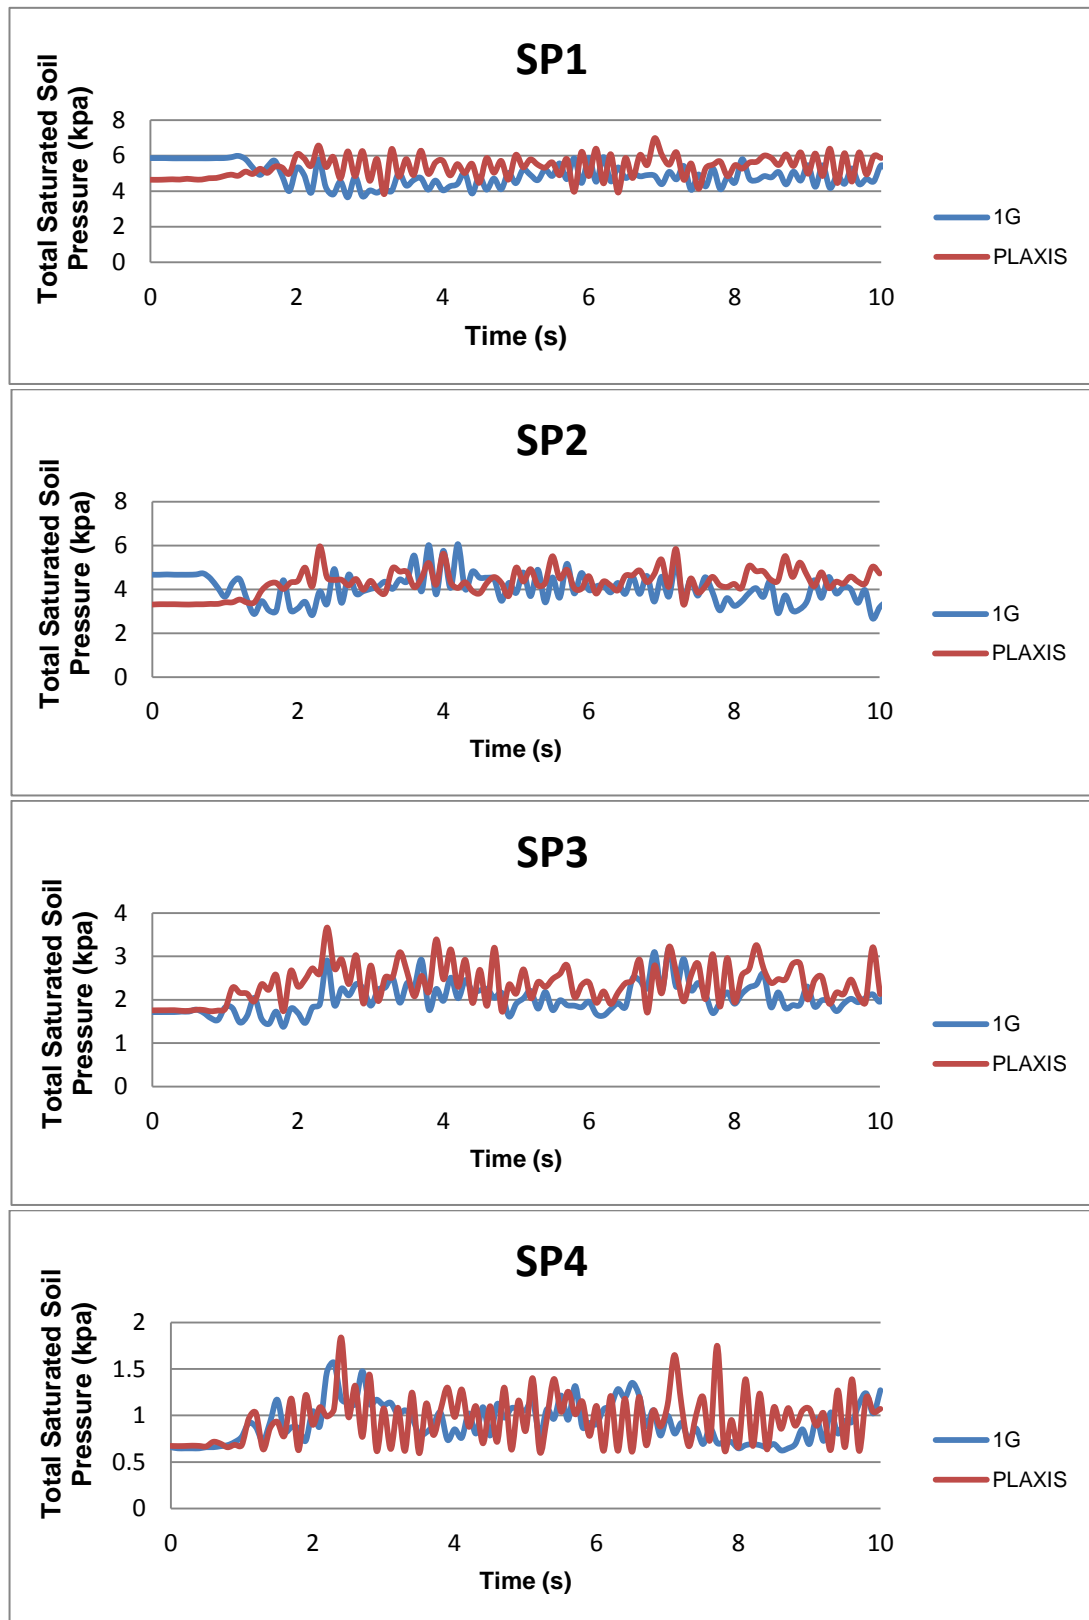 SP1
Total Saturated Soil
Pressure (kpa)
8
6
4
2
0
0 2 4 6 8 10
Time (s)
1G
PLAXIS
SP2
Total Saturated Soil
Pressure (kpa)
8
6
4
2
0
0 2 4 6 8 10
Time (s)
1G
PLAXIS
SP3
Total Saturated Soil
Pressure (kpa)
4
3
2
1
0
0 2 4 6 8 10
Time (s)
1G
PLAXIS
SP4
Total Saturated Soil
Pressure (kpa)
2
1.5
1
0.5
0
0 2 4 6 8 10
Time (s)
1G
PLAXIS